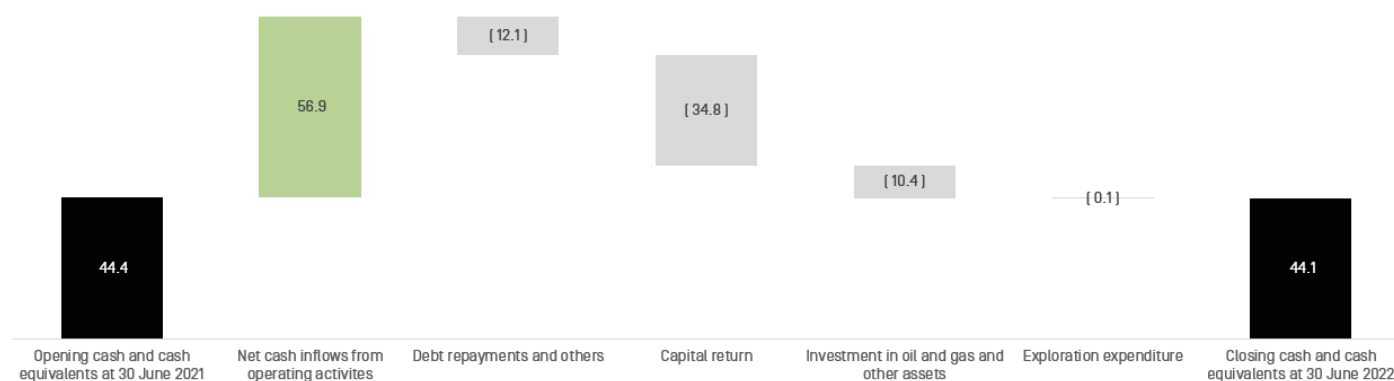 [ 12.1 ]
56.9
[ 34.8 ]
[ 10.4 ]
[ 0.1 ]
44.4
44.1
Opening cash and cash
equivalents at 30 June 2021
Net cash inflows from
operating activites
Debt repayments and others
Capital return
Investment in oil and gas and
other assets
Exploration expenditure
Closing cash and cash
equivalents at 30 June 2022